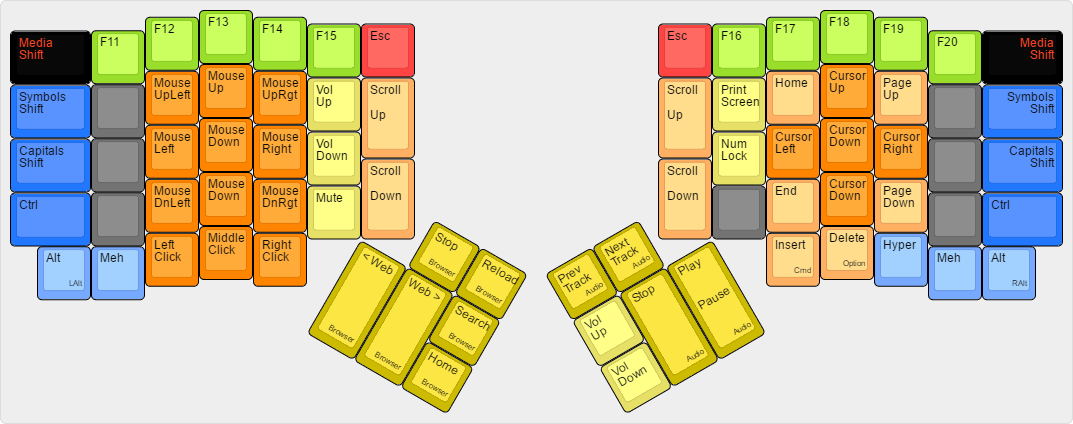 Media
Shift
F11
F12
F13
F14
F15
Esc
Symbols
Shift
Mouse
UpLeft
Mouse
Up
Mouse
UpRgt
Vol
Up
Scroll
Up
Capitals
Shift
Mouse
Left
Mouse
Down
Mouse
Right
Vol
Down
Ctrl
Mouse
DnLeft
Mouse
Down
Mouse
DnRgt
Mute
Scroll
Down
Alt
LAlt
Meh
Left
Click
Middle
Click
Right
Click
< Web
Browser
Stop
Browser
Reload
Browser
Web >
Browser
Search
Browser
Home
Browser
Esc
F16
F17
F18
F19
F20
Media
Shift
Scroll
Up
Print
Screen
Home
Cursor
Up
Page
Up
Symbols
Shift
Num
Lock
Cursor
Left
Cursor
Down
Cursor
Right
Capitals
Shift
Scroll
Down
End
Cursor
Down
Page
Down
Ctrl
Insert
Cmd
Delete
Option
Hyper
Meh
Alt
RAlt
Prev
Track
Audio
Next
Track
Audio
Vol
Up
Stop
Audio
Play
Pause
Audio
Vol
Down